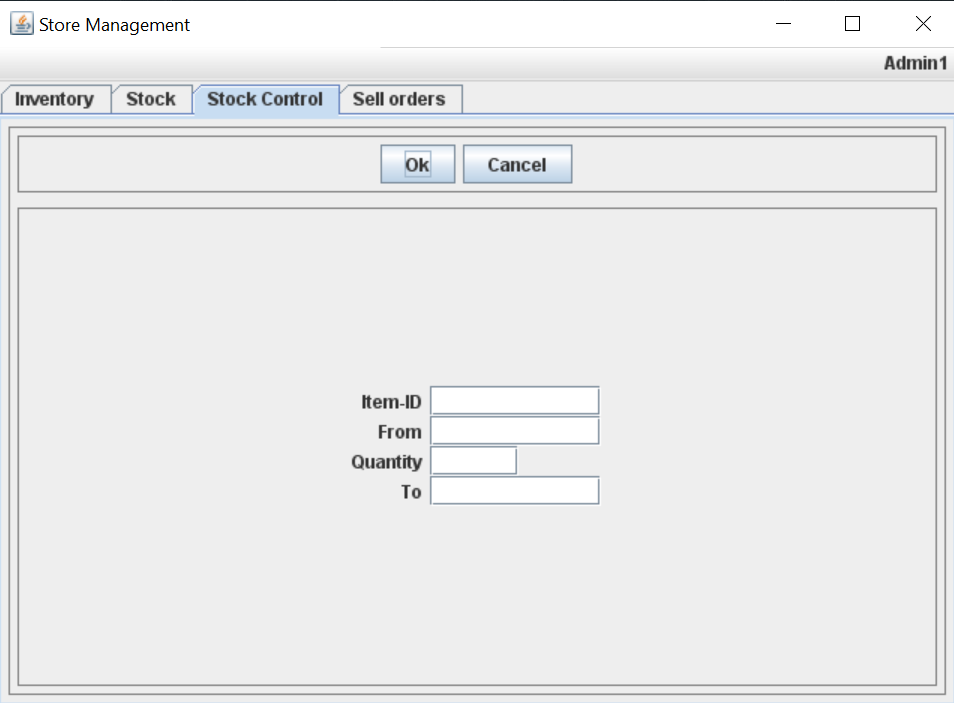 Store Management
Admin1
Inventory Stock Stock Control Sell orders
Ok Cancel
Item-ID
From
Quantity
To